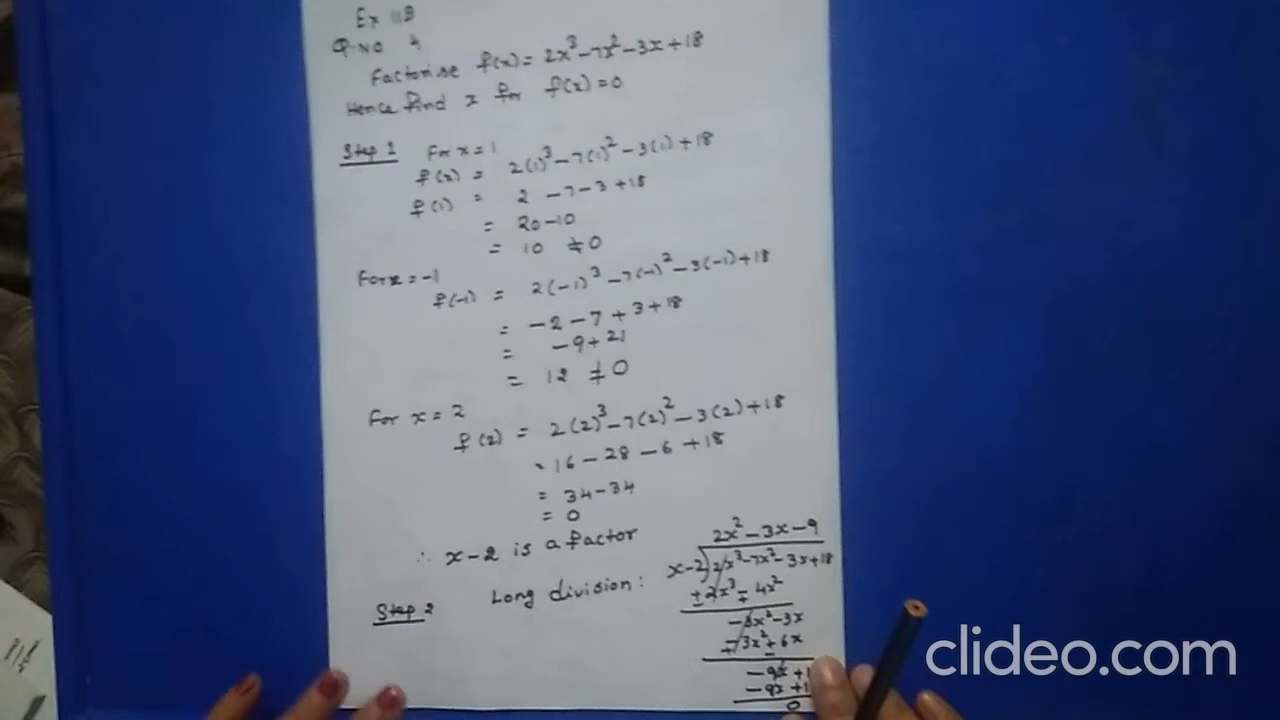 Ex 11B
Q.NO 4
Factorise f(x) = 2x³ - 7x² - 3x + 18
Hence find x for f(x) = 0
Step 1 For x = 1
f(x) = 2(1)³ - 7(1)² - 3(1) + 18
f(1) = 2 - 7 - 3 + 18
= 20 - 10
= 10 ≠ 0
For x = -1
f(-1) = 2(-1)³ - 7(-1)² - 3(-1) + 18
= -2 - 7 + 3 + 18
= -9 + 21
= 12 ≠ 0
For x = 2
f(2) = 2(2)³ - 7(2)² - 3(2) + 18
= 16 - 28 - 6 + 18
= 34 - 34
= 0
∴ x - 2 is a factor
Step 2 Long division:
2x² - 3x - 9
x-2)2x³ - 7x² - 3x + 18
± 2x³ ∓ 4x²
-3x² - 3x
∓ 3x² ± 6x
-9x + 1
-9x + 1
0
clideo.com